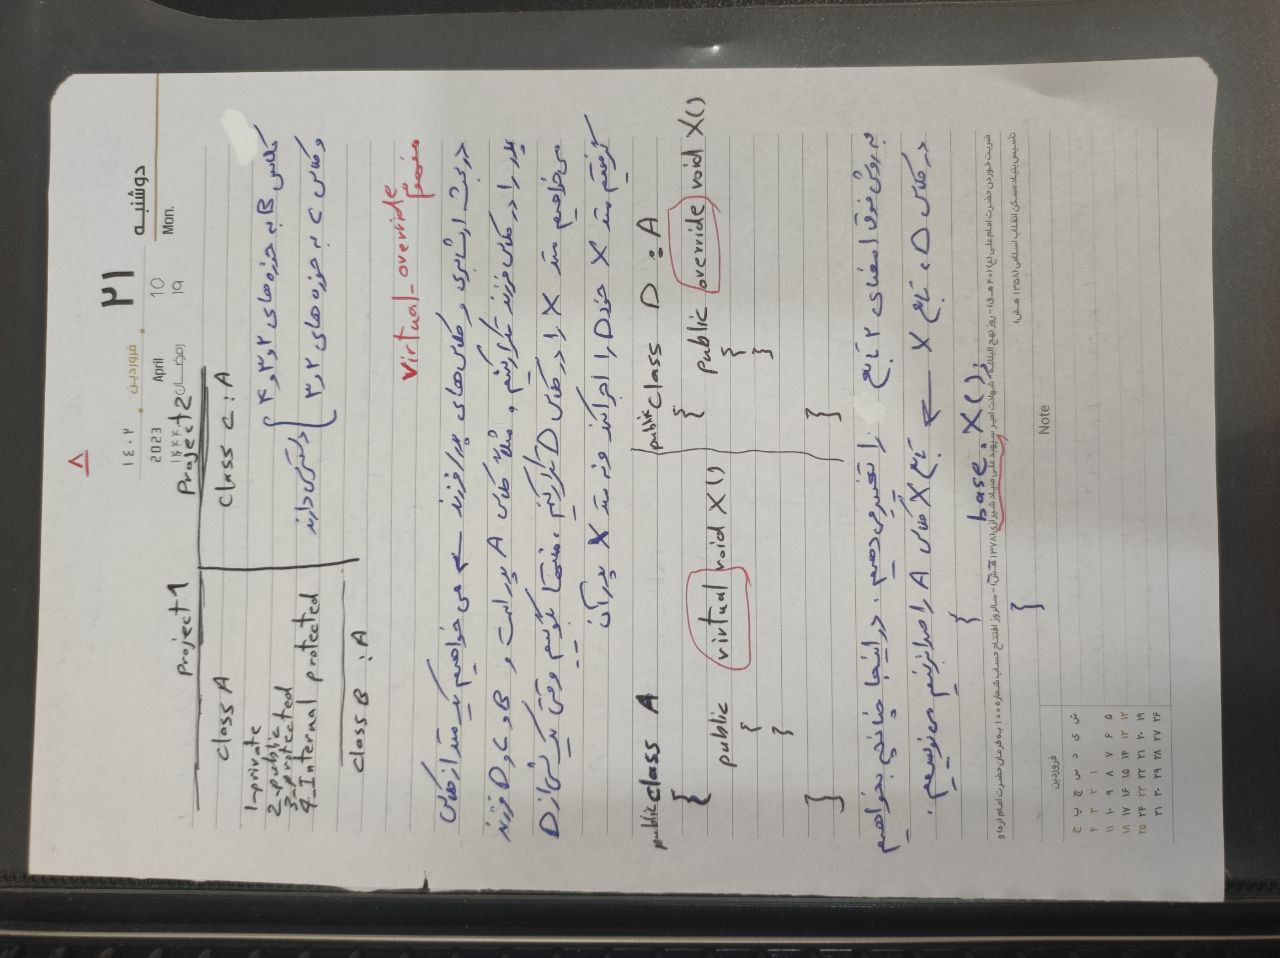 ۸
دوشنبه ۲۱ فروردین ۱۴۰۲
Mon. 10 April 2023
۱۹ رمضان ۱۴۴۴
Project1
class A
1-private
2-public
3-protected
4-Internal protected
class B : A
Project2
class C : A
کلاس B به حوزه های ۲ و ۳ و ۴
و کلاس C به حوزه های ۲ و ۳
دسترسی دارند
مفهوم virtual-override
در بحث ارث‌بری و کلاس‌های پدر/فرزند می خواهیم یک متد از کلاس
پدر را در کلاس فرزند تکرار کنیم. مثلاً کلاس A پدر است و B و C و D فرزند
می‌خواهیم متد X را در کلاس D تکرار کنیم، منتها بگوییم وقتی یک شی از D
گرفتیم متد X خود D را اجرا کند و نه متد X پدر آن
public class A
{
public virtual void X()
{
}
}
public class D : A
{
public override void X()
{
}
}
به روش فوق امضای ۲ تابع را تغییر می‌دهیم. در اینجا چنانچه بخواهیم
در کلاس D، تابع X ← تابع X کلاس A را صدا بزنیم می نویسیم.
{
base.X();
}
ضربت خوردن حضرت امام علی (ع) (۴۰ هـ.ق) - روز نهج البلاغه - شهادت امیر سپهبد علی صیاد شیرازی (۱۳۷۸ هـ.ش) - سالروز افتتاح حساب شماره ۱۰۰ به فرمان حضرت امام (ره) و
تأسیس بنیاد مسکن انقلاب اسلامی (۱۳۵۸ هـ.ش)
Note
فروردین
ش ی د س چ پ ج
۱ ۲ ۳ ۴
۵ ۶ ۷ ۸ ۹ ۱۰ ۱۱
۱۲ ۱۳ ۱۴ ۱۵ ۱۶ ۱۷ ۱۸
۱۹ ۲۰ ۲۱ ۲۲ ۲۳ ۲۴ ۲۵
۲۶ ۲۷ ۲۸ ۲۹ ۳۰ ۳۱